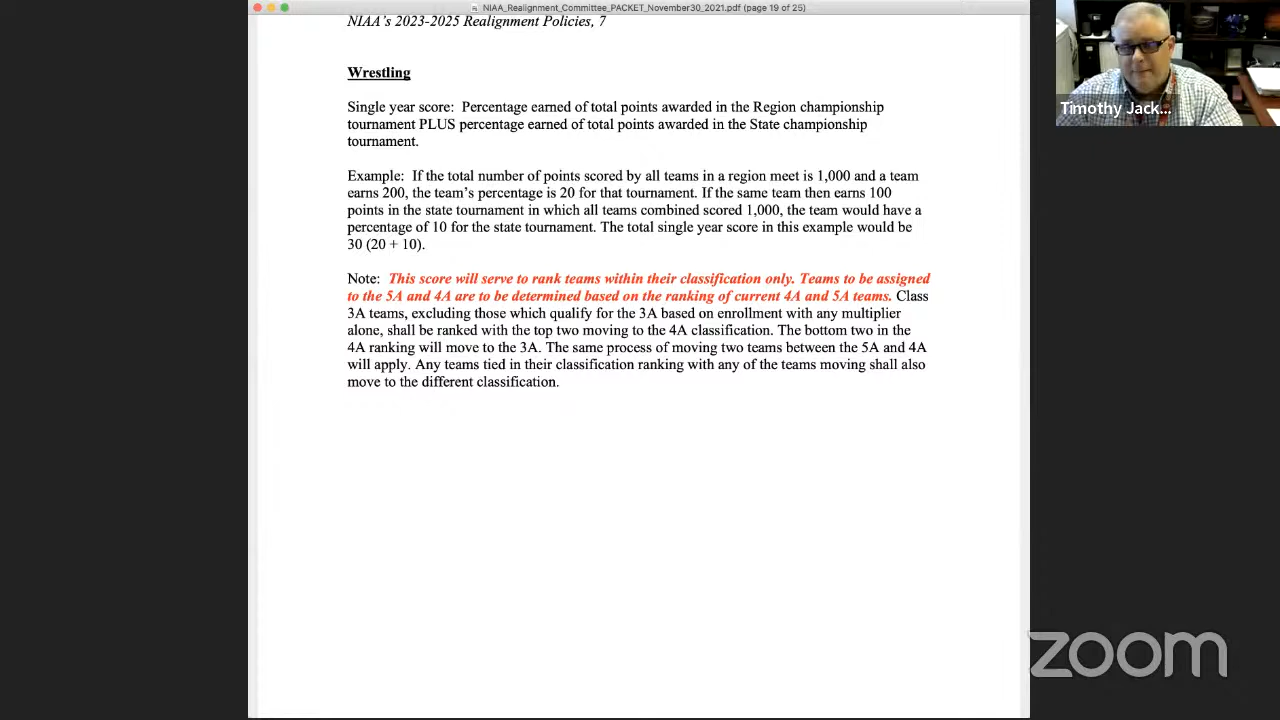 NIAA_Realignment_Committee_PACKET_November30_2021.pdf (page 19 of 25)
NIAA's 2023-2025 Realignment Policies, 7
Wrestling
Single year score:  Percentage earned of total points awarded in the Region championship
tournament PLUS percentage earned of total points awarded in the State championship
tournament.
Example:  If the total number of points scored by all teams in a region meet is 1,000 and a team
earns 200, the team's percentage is 20 for that tournament. If the same team then earns 100
points in the state tournament in which all teams combined scored 1,000, the team would have a
percentage of 10 for the state tournament. The total single year score in this example would be
30 (20 + 10).
Note:  This score will serve to rank teams within their classification only. Teams to be assigned
to the 5A and 4A are to be determined based on the ranking of current 4A and 5A teams. Class
3A teams, excluding those which qualify for the 3A based on enrollment with any multiplier
alone, shall be ranked with the top two moving to the 4A classification. The bottom two in the
4A ranking will move to the 3A. The same process of moving two teams between the 5A and 4A
will apply. Any teams tied in their classification ranking with any of the teams moving shall also
move to the different classification.
Timothy Jack...
zoom